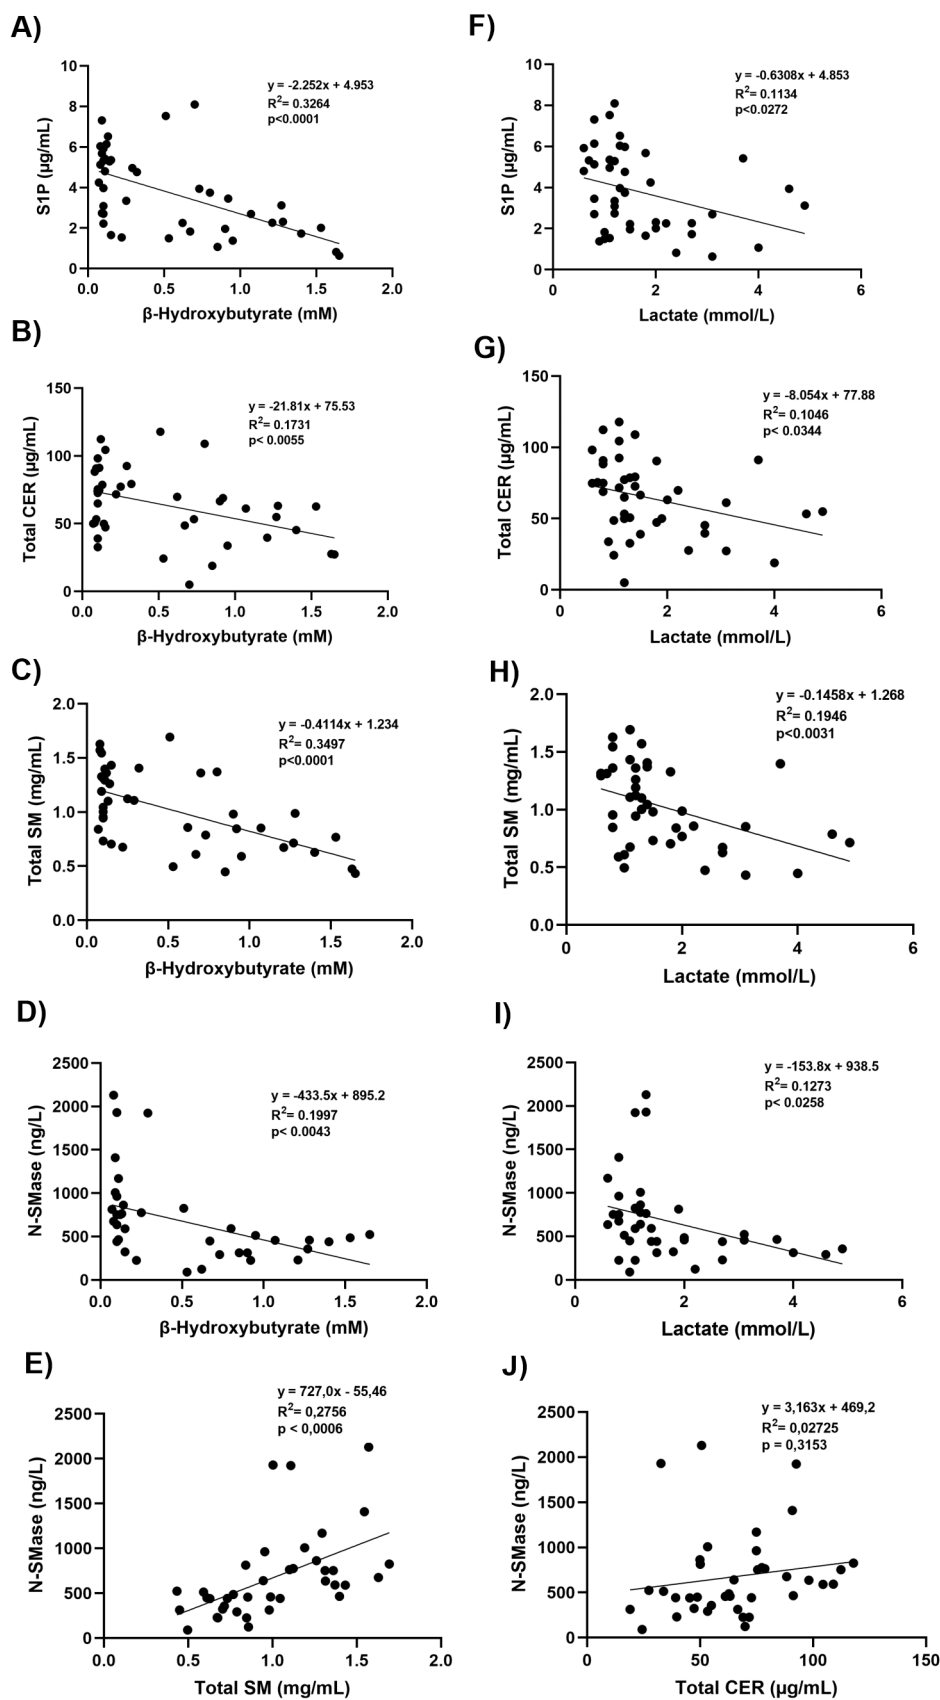 A)
y = -2.252x + 4.953
R2= 0.3264
p<0.0001
S1P (µg/mL)
10
8
6
4
2
0
0.0 0.5 1.0 1.5 2.0
β-Hydroxybutyrate (mM)
F)
y = -0.6308x + 4.853
R2= 0.1134
p<0.0272
S1P (µg/mL)
10
8
6
4
2
0
0 2 4 6
Lactate (mmol/L)
B)
y = -21.81x + 75.53
R2= 0.1731
p< 0.0055
Total CER (µg/mL)
150
100
50
0
0.0 0.5 1.0 1.5 2.0
β-Hydroxybutyrate (mM)
G)
y = -8.054x + 77.88
R2= 0.1046
p< 0.0344
Total CER (µg/mL)
150
100
50
0
0 2 4 6
Lactate (mmol/L)
C)
y = -0.4114x + 1.234
R2= 0.3497
p<0.0001
Total SM (mg/mL)
2.0
1.5
1.0
0.5
0.0
0.0 0.5 1.0 1.5 2.0
β-Hydroxybutyrate (mM)
H)
y = -0.1458x + 1.268
R2= 0.1946
p<0.0031
Total SM (mg/mL)
2.0
1.5
1.0
0.5
0.0
0 2 4 6
Lactate (mmol/L)
D)
y = -433.5x + 895.2
R2= 0.1997
p< 0.0043
N-SMase (ng/L)
2500
2000
1500
1000
500
0
0.0 0.5 1.0 1.5 2.0
β-Hydroxybutyrate (mM)
I)
y = -153.8x + 938.5
R2= 0.1273
p< 0.0258
N-SMase (ng/L)
2500
2000
1500
1000
500
0
0 2 4 6
Lactate (mmol/L)
E)
y = 727,0x - 55,46
R2= 0,2756
p < 0,0006
N-SMase (ng/L)
2500
2000
1500
1000
500
0
0.0 0.5 1.0 1.5 2.0
Total SM (mg/mL)
J)
y = 3,163x + 469,2
R2= 0,02725
p = 0,3153
N-SMase (ng/L)
2500
2000
1500
1000
500
0
0 50 100 150
Total CER (µg/mL)